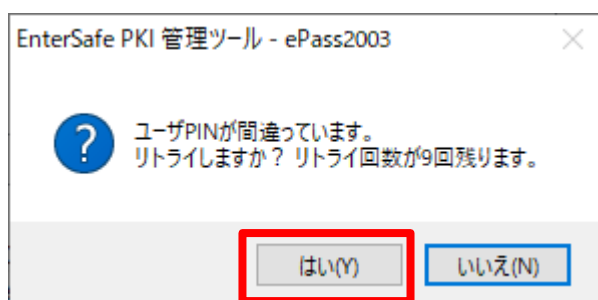 EnterSafe PKI 管理ツール - ePass2003
ユーザPINが間違っています。
リトライしますか？ リトライ回数が9回残ります。
はい(Y)
いいえ(N)